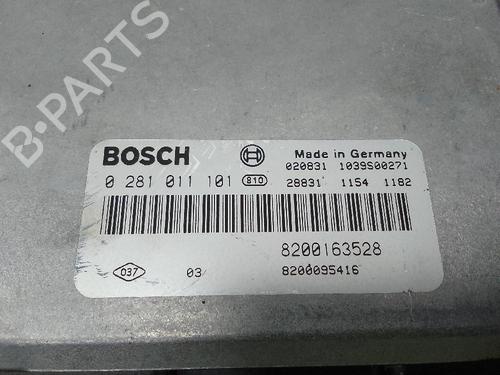 B-PARTS
BOSCH
Made in Germany
020831 1039S00271
0 281 011 101 810 28831 1154 1182
8200163528
037 03 8200095416